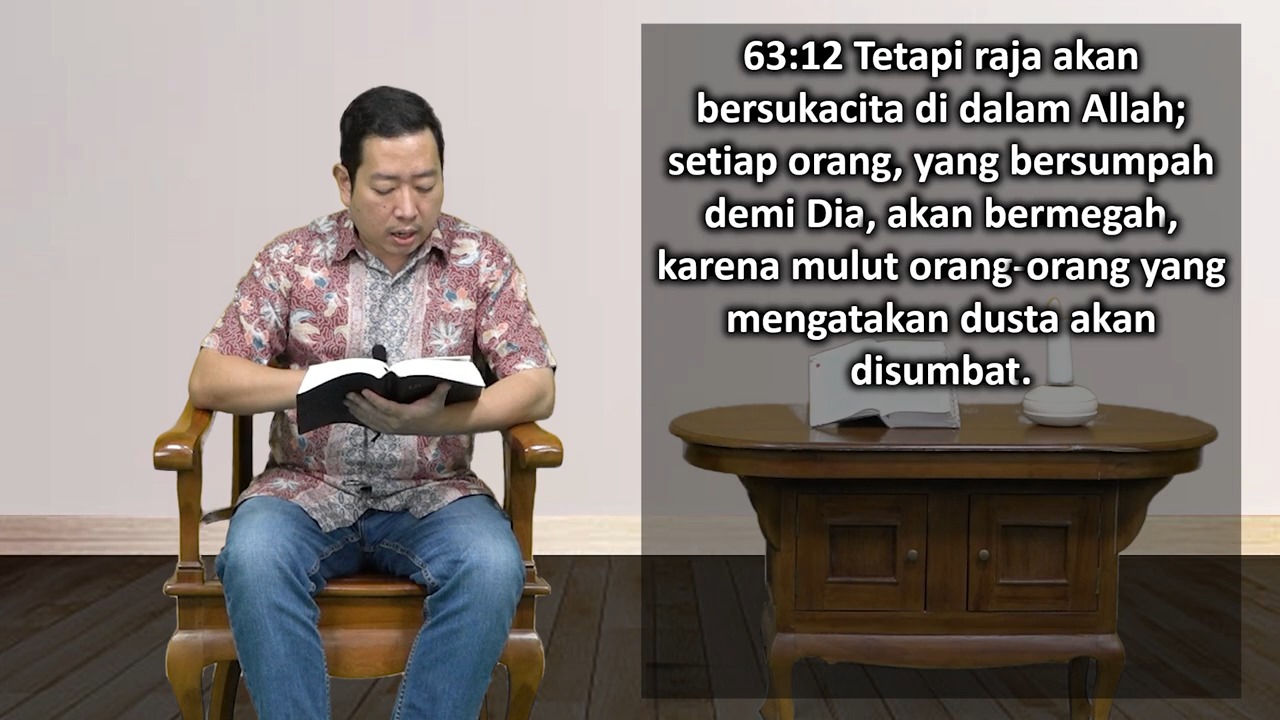 63:12 Tetapi raja akan
bersukacita di dalam Allah;
setiap orang, yang bersumpah
demi Dia, akan bermegah,
karena mulut orang-orang yang
mengatakan dusta akan
disumbat.